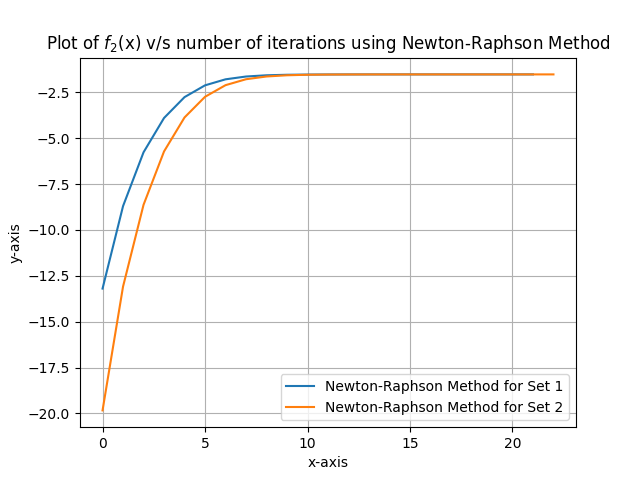 Plot of f₂(x) v/s number of iterations using Newton-Raphson Method
−2.5
−5.0
−7.5
−10.0
−12.5
−15.0
−17.5
−20.0
y-axis
Newton-Raphson Method for Set 1
Newton-Raphson Method for Set 2
0 5 10 15 20
x-axis